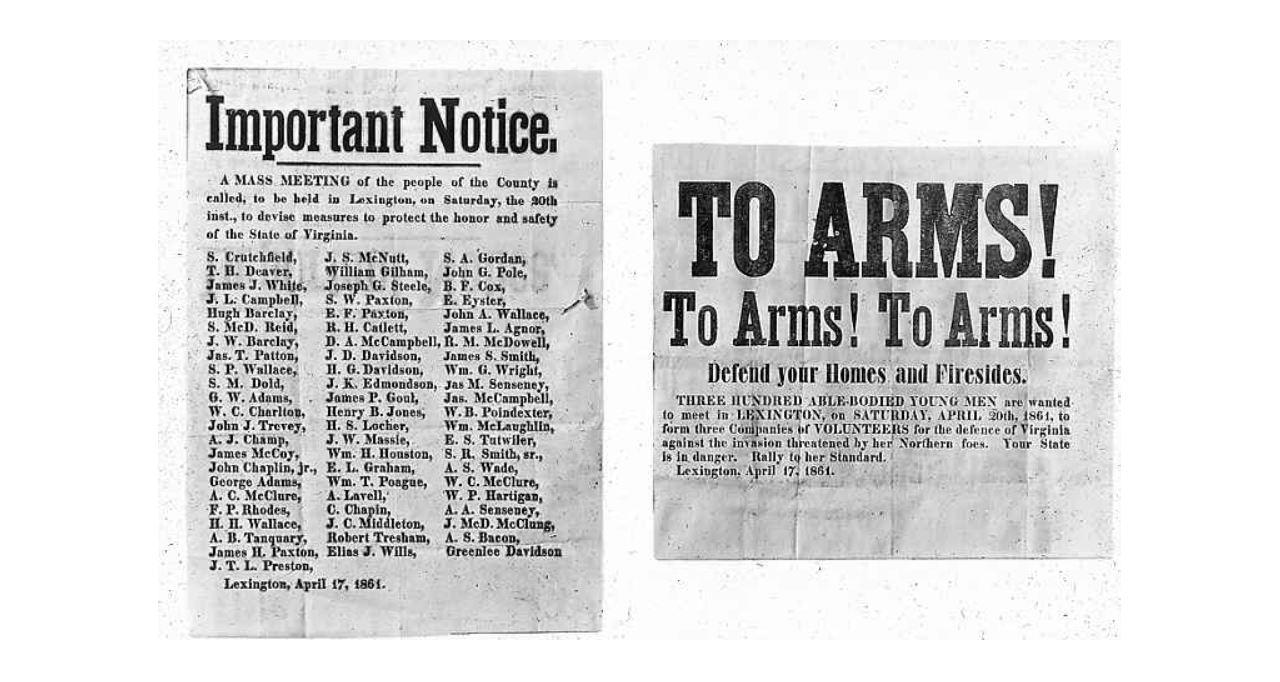 Important Notice.
A MASS MEETING of the people of the County is
called, to be held in Lexington, on Saturday, the 20th
inst., to devise measures to protect the honor and safety
of the State of Virginia.
S. Crutchfield, J. S. McNutt, S. A. Gordan,
T. H. Deaver, William Gilham, John G. Pole,
James J. White, Joseph G. Steele, B. F. Cox,
J. L. Campbell, S. W. Paxton, E. Eyster,
Hugh Barclay, E. F. Paxton, John A. Wallace,
S. McD. Reid, R. H. Catlett, James L. Agnor,
J. W. Barclay, D. A. McCampbell, R. M. McDowell,
Jas. T. Patton, J. D. Davidson, James S. Smith,
S. P. Wallace, H. G. Davidson, Wm. G. Wright,
S. M. Dold, J. K. Edmondson, Jas M. Senseney,
G. W. Adams, James P. Goul, Jas. McCampbell,
W. C. Charlton, Henry B. Jones, W. B. Poindexter,
John J. Trevey, H. S. Locher, Wm. McLaughlin,
A. J. Champ, J. W. Massie, E. S. Tutwiler,
James McCoy, Wm. H. Houston, S. R. Smith, sr.,
John Chaplin, jr., E. L. Graham, A. S. Wade,
George Adams, Wm. T. Poague, W. C. McClure,
A. C. McClure, A. Lavell, W. P. Hartigan,
F. P. Rhodes, C. Chapin, A. A. Senseney,
H. H. Wallace, J. C. Middleton, J. McD. McClung,
A. B. Tanquary, Robert Tresham, A. S. Bacon,
James H. Paxton, Elias J. Wills, Greenlee Davidson
J. T. L. Preston,
Lexington, April 17, 1861.
TO ARMS!
To Arms! To Arms!
Defend your Homes and Firesides.
THREE HUNDRED ABLE-BODIED YOUNG MEN are wanted
to meet in LEXINGTON, on SATURDAY, APRIL 20th, 1861, to
form three Companies of VOLUNTEERS for the defence of Virginia
against the invasion threatened by her Northern foes. Your State
is in danger. Rally to her Standard.
Lexington, April 17, 1861.